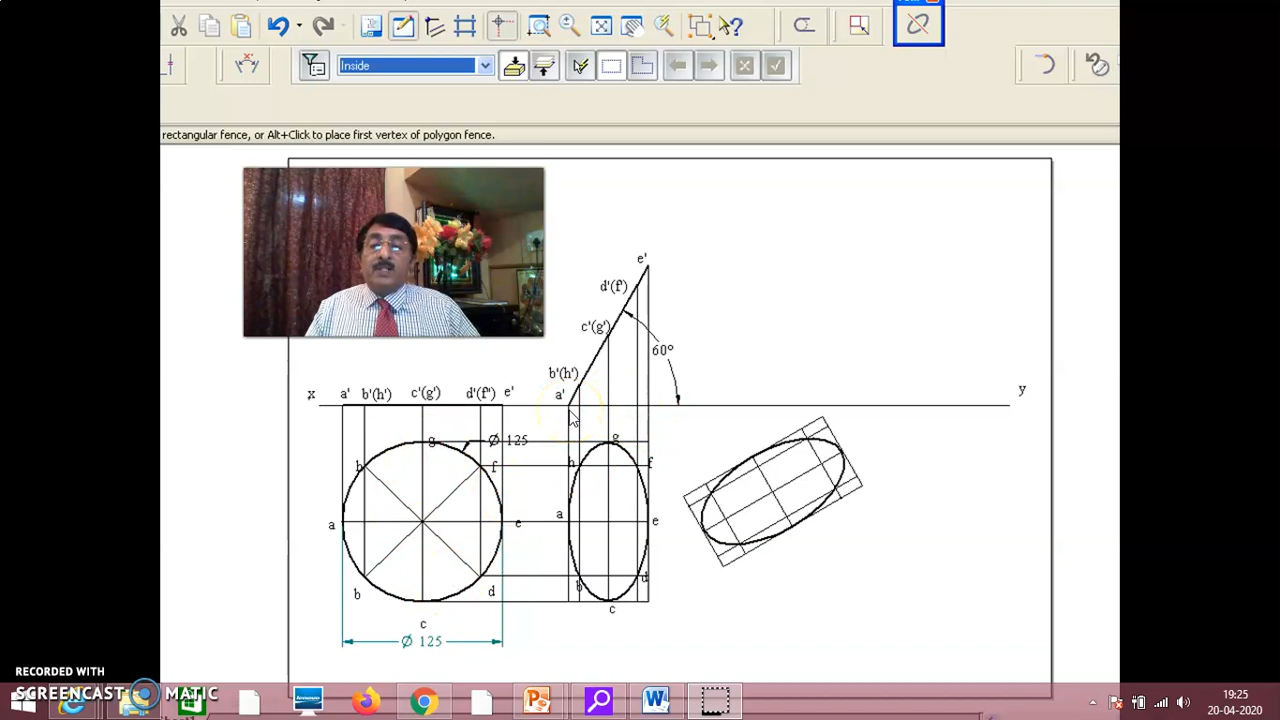 Inside
rectangular fence, or Alt+Click to place first vertex of polygon fence.
e'
d'(f')
c'(g')
60°
b'(h')
a'
x
a'
b'(h')
c'(g')
d'(f')
e'
y
g
Ø 125
g
b
f
h
f
a
e
a
e
b
d
b
d
c
c
Ø 125
RECORDED WITH
SCREENCAST MATIC
W
19:25
20-04-2020